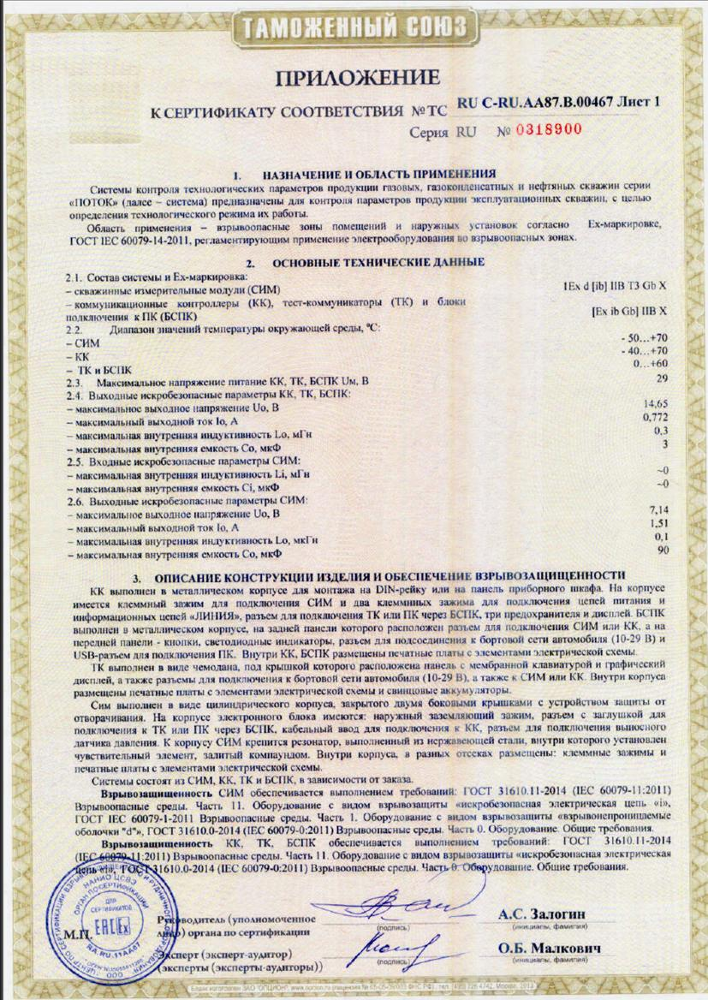 ТАМОЖЕННЫЙ СОЮЗ
ПРИЛОЖЕНИЕ
К СЕРТИФИКАТУ СООТВЕТСТВИЯ № ТС RU C-RU.AA87.B.00467 Лист 1
Серия RU № 0318900
1. НАЗНАЧЕНИЕ И ОБЛАСТЬ ПРИМЕНЕНИЯ
Системы контроля технологических параметров продукции газовых, газоконденсатных и нефтяных скважин серии
«ПОТОК» (далее – система) предназначены для контроля параметров продукции эксплуатационных скважин, с целью
определения технологического режима их работы.
Область применения – взрывоопасные зоны помещений и наружных установок согласно Ex-маркировке,
ГОСТ IEC 60079-14-2011, регламентирующим применение электрооборудования во взрывоопасных зонах.
2. ОСНОВНЫЕ ТЕХНИЧЕСКИЕ ДАННЫЕ
2.1. Состав системы и Ex-маркировка:
– скважинные измерительные модули (СИМ) 1Ex d [ib] IIB T3 Gb X
– коммуникационные контроллеры (КК), тест-коммуникаторы (ТК) и блоки
подключения к ПК (БСПК) [Ex ib Gb] IIB X
2.2. Диапазон значений температуры окружающей среды, °С:
– СИМ - 50...+70
– КК - 40...+70
– ТК и БСПК 0...+60
2.3. Максимальное напряжение питание КК, ТК, БСПК Uм, В 29
2.4. Выходные искробезопасные параметры КК, ТК, БСПК:
– максимальное выходное напряжение Uo, В 14,65
– максимальный выходной ток Io, А 0,772
– максимальная внутренняя индуктивность Lo, мГн 0,3
– максимальная внутренняя емкость Co, мкФ 3
2.5. Входные искробезопасные параметры СИМ:
– максимальная внутренняя индуктивность Li, мГн ~0
– максимальная внутренняя емкость Ci, мкФ ~0
2.6. Выходные искробезопасные параметры СИМ:
– максимальное выходное напряжение Uo, В 7,14
– максимальный выходной ток Io, А 1,51
– максимальная внутренняя индуктивность Lo, мкГн 0,1
– максимальная внутренняя емкость Co, мкФ 90
3. ОПИСАНИЕ КОНСТРУКЦИИ ИЗДЕЛИЯ И ОБЕСПЕЧЕНИЕ ВЗРЫВОЗАЩИЩЕННОСТИ
КК выполнен в металлическом корпусе для монтажа на DIN-рейку или на панель приборного шкафа. На корпусе
имеется клеммный зажим для подключения СИМ и два клеммных зажима для подключения цепей питания и
информационных цепей «ЛИНИЯ», разъем для подключения ТК или ПК через БСПК, три предохранителя и дисплей. БСПК
выполнен в металлическом корпусе, на задней панели которого расположен разъем для подключения СИМ или КК, а на
передней панели - кнопки, светодиодные индикаторы, разъем для подсоединения к бортовой сети автомобиля (10-29 В) и
USB-разъем для подключения ПК. Внутри КК, БСПК размещены печатные платы с элементами электрической схемы.
ТК выполнен в виде чемодана, под крышкой которого расположена панель с мембранной клавиатурой и графический
дисплей, а также разъемы для подключения к бортовой сети автомобиля (10-29 В), а также к СИМ или КК. Внутри корпуса
размещены печатные платы с элементами электрической схемы и свинцовые аккумуляторы.
Сим выполнен в виде цилиндрического корпуса, закрытого двумя боковыми крышками с устройством защиты от
отворачивания. На корпусе электронного блока имеются: наружный заземляющий зажим, разъем с заглушкой для
подключения к ТК или ПК через БСПК, кабельный ввод для подключения к КК, разъем для подключения выносного
датчика давления. К корпусу СИМ крепится резонатор, выполненный из нержавеющей стали, внутри которого установлен
чувствительный элемент, залитый компаундом. Внутри корпуса, в разных отсеках размещены: клеммные зажимы и
печатные платы с элементами электрической схемы.
Системы состоят из СИМ, КК, ТК и БСПК, в зависимости от заказа.
Взрывозащищенность СИМ обеспечивается выполнением требований: ГОСТ 31610.11-2014 (IEC 60079-11:2011)
Взрывоопасные среды. Часть 11. Оборудование с видом взрывозащиты «искробезопасная электрическая цепь «i»,
ГОСТ IEC 60079-1-2011 Взрывоопасные среды. Часть 1. Оборудование с видом взрывозащиты «взрывонепроницаемые
оболочки "d"», ГОСТ 31610.0-2014 (IEC 60079-0:2011) Взрывоопасные среды. Часть 0. Оборудование. Общие требования.
Взрывозащищенность КК, ТК, БСПК обеспечивается выполнением требований: ГОСТ 31610.11-2014
(IEC 60079-11:2011) Взрывоопасные среды. Часть 11. Оборудование с видом взрывозащиты «искробезопасная электрическая
цепь «i», ГОСТ 31610.0-2014 (IEC 60079-0:2011) Взрывоопасные среды. Часть 0. Оборудование. Общие требования.
НАНИО ЦСВЭ
ОРГАН ПО СЕРТИФИКАЦИИ
ДЛЯ
СЕРТИФИКАТОВ
EAC Ex
RA.RU.11AA87
М.П.
Руководитель (уполномоченное
лицо) органа по сертификации
(подпись)
А.С. Залогин
(инициалы, фамилия)
Эксперт (эксперт-аудитор)
(эксперты (эксперты-аудиторы))
(подпись)
О.Б. Малкович
(инициалы, фамилия)